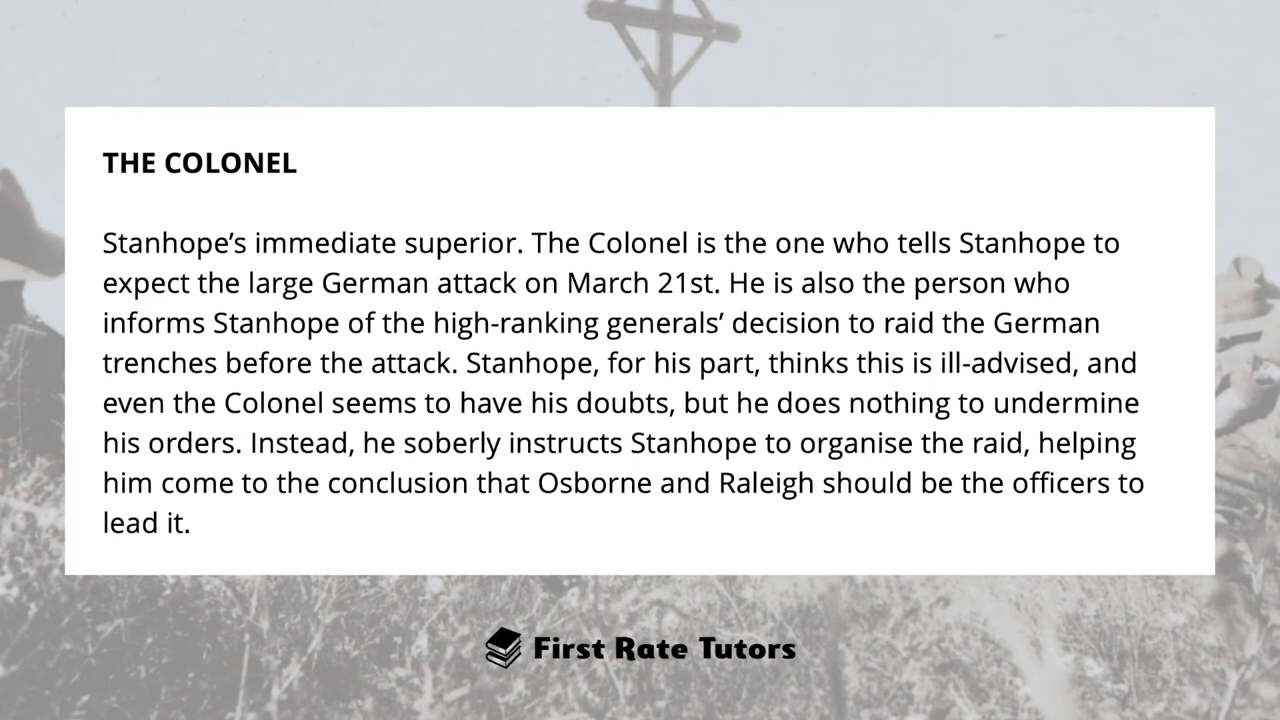 THE COLONEL
Stanhope’s immediate superior. The Colonel is the one who tells Stanhope to
expect the large German attack on March 21st. He is also the person who
informs Stanhope of the high-ranking generals’ decision to raid the German
trenches before the attack. Stanhope, for his part, thinks this is ill-advised, and
even the Colonel seems to have his doubts, but he does nothing to undermine
his orders. Instead, he soberly instructs Stanhope to organise the raid, helping
him come to the conclusion that Osborne and Raleigh should be the officers to
lead it.
First Rate Tutors